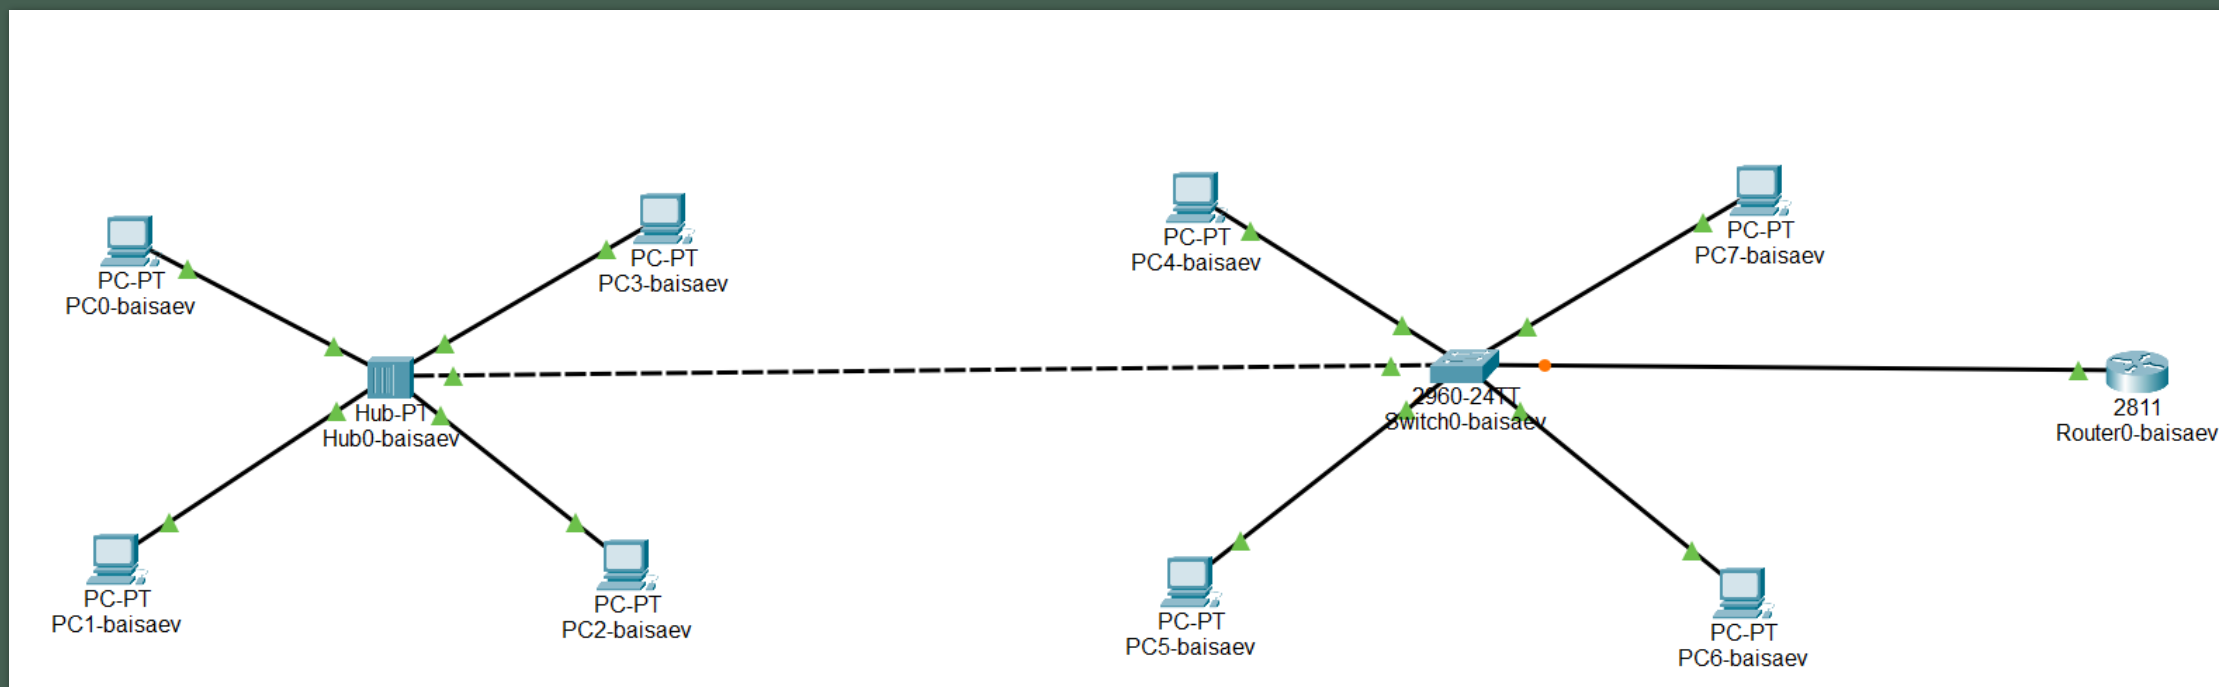 PC-PT
PC0-baisaev
PC-PT
PC3-baisaev
PC-PT
PC4-baisaev
PC-PT
PC7-baisaev
Hub-PT
Hub0-baisaev
2960-24TT
Switch0-baisaev
2811
Router0-baisaev
PC-PT
PC1-baisaev
PC-PT
PC2-baisaev
PC-PT
PC5-baisaev
PC-PT
PC6-baisaev